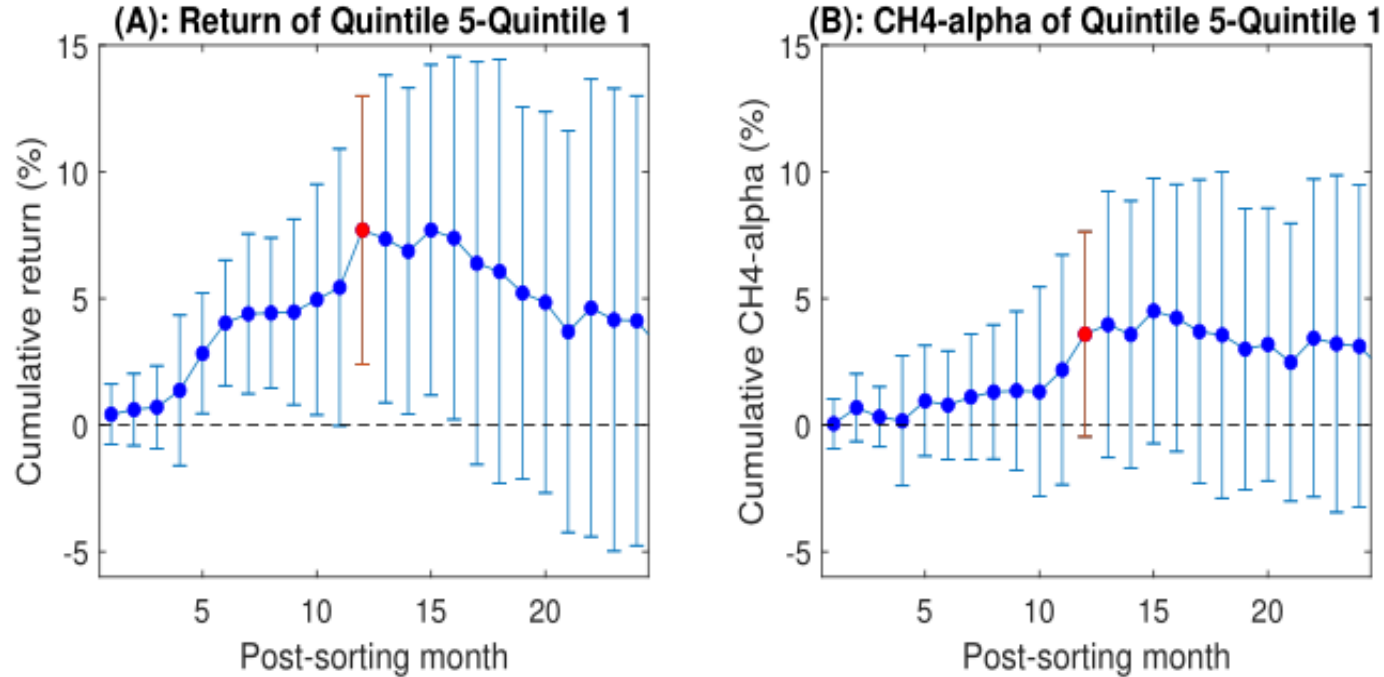 (A): Return of Quintile 5-Quintile 1
15
10
5
0
-5
Cumulative return (%)
5 10 15 20
Post-sorting month
(B): CH4-alpha of Quintile 5-Quintile 1
15
10
5
0
-5
Cumulative CH4-alpha (%)
5 10 15 20
Post-sorting month